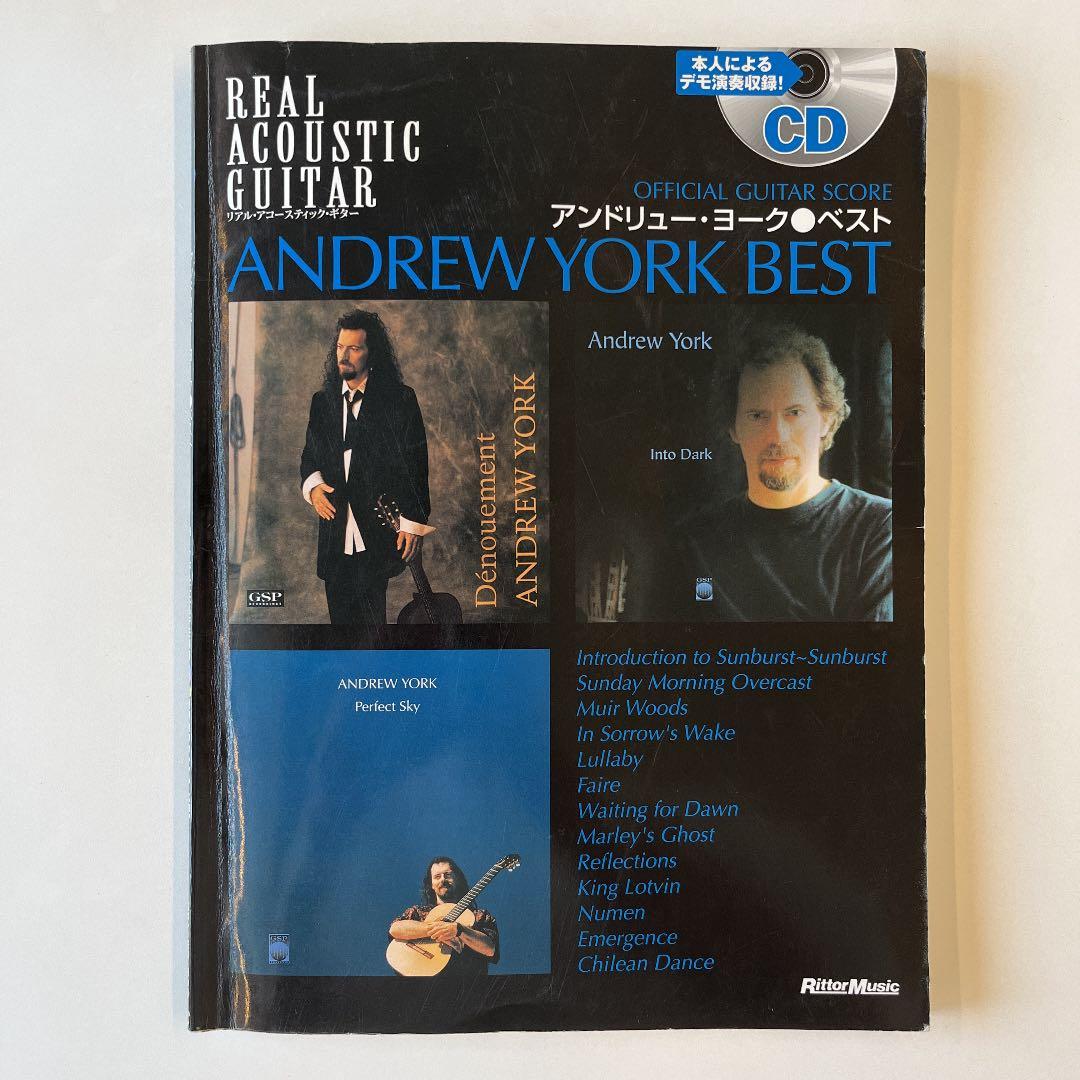 REAL
ACOUSTIC
GUITAR
リアル・アコースティック・ギター
本人による
デモ演奏収録!
CD
OFFICIAL GUITAR SCORE
アンドリュー・ヨーク●ベスト
ANDREW YORK BEST
Dénouement
ANDREW YORK
GSP
RECORDINGS
Andrew York
Into Dark
GSP
ANDREW YORK
Perfect Sky
GSP
Introduction to Sunburst~Sunburst
Sunday Morning Overcast
Muir Woods
In Sorrow's Wake
Lullaby
Faire
Waiting for Dawn
Marley's Ghost
Reflections
King Lotvin
Numen
Emergence
Chilean Dance
RittorMusic